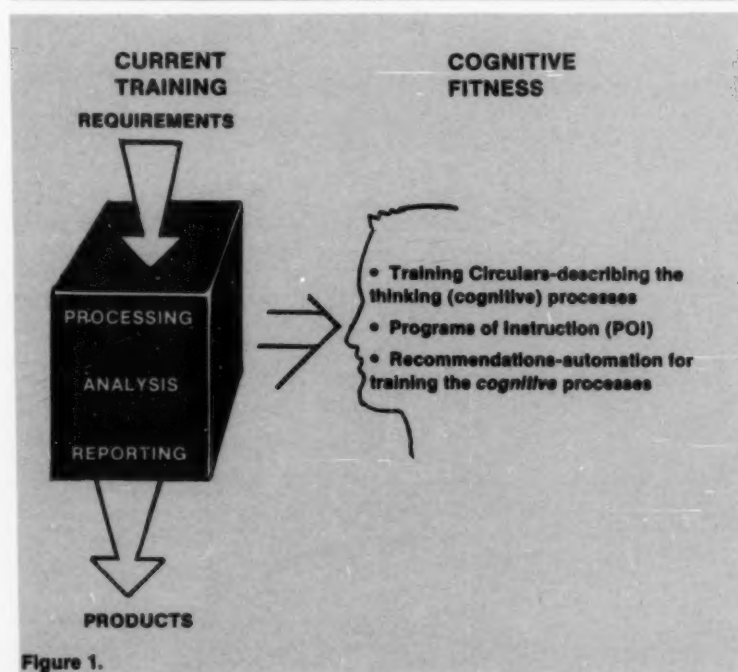 CURRENT
TRAINING
REQUIREMENTS
PROCESSING
ANALYSIS
REPORTING
PRODUCTS
COGNITIVE
FITNESS
• Training Circulars-describing the
thinking (cognitive) processes
• Programs of Instruction (POI)
• Recommendations-automation for
training the cognitive processes
Figure 1.